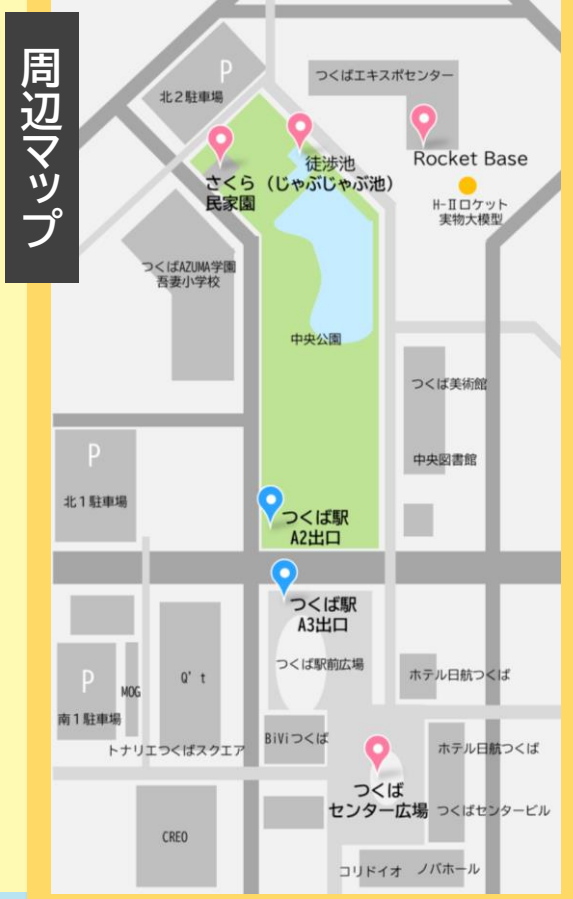 周辺マップ
P
北2駐車場
つくばエキスポセンター
Rocket Base
H-Ⅱロケット
実物大模型
さくら
民家園
徒渉池
（じゃぶじゃぶ池）
つくばAZUMA学園
吾妻小学校
中央公園
つくば美術館
中央図書館
P
北1駐車場
つくば駅
A2出口
つくば駅
A3出口
つくば駅前広場
P
南1駐車場
MOG
Q't
トナリエつくばスクエア
BiViつくば
ホテル日航つくば
ホテル日航つくば
つくば
センター広場
つくばセンタービル
CREO
コリドイオ
ノバホール